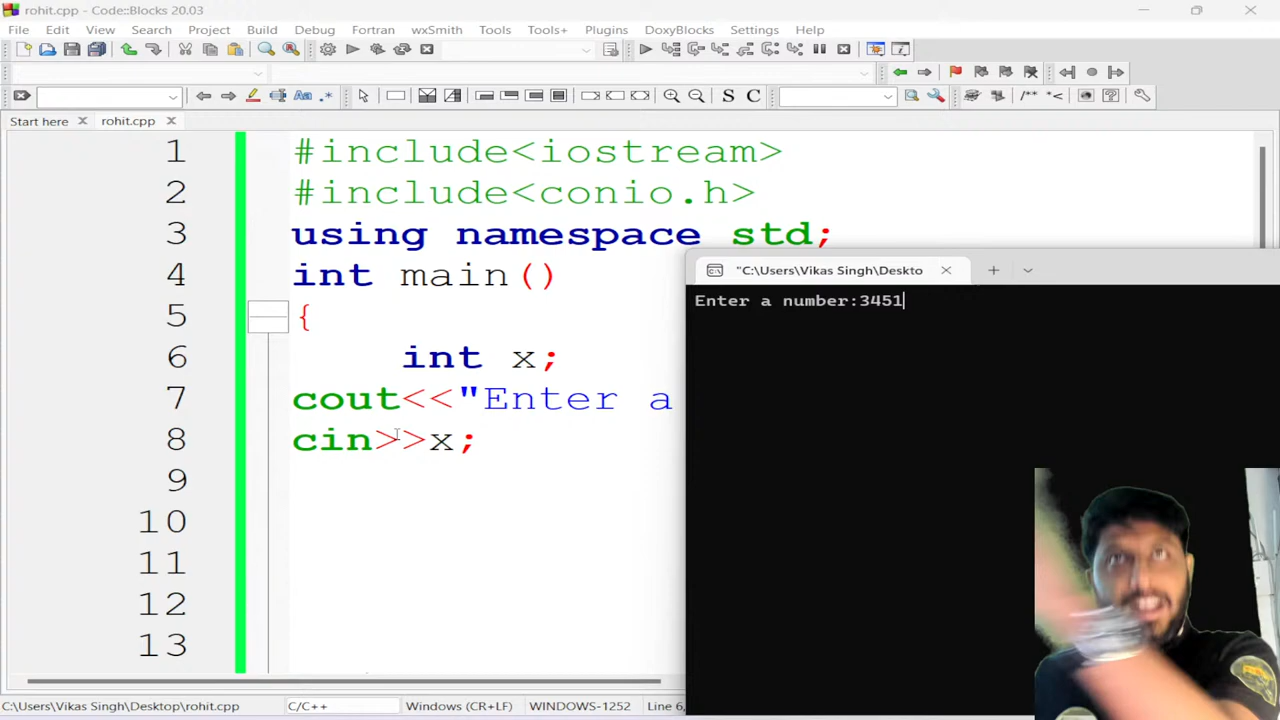 rohit.cpp - Code::Blocks 20.03
File Edit View Search Project Build Debug Fortran wxSmith Tools Tools+ Plugins DoxyBlocks Settings Help
S C /** *<
Start here rohit.cpp
1 #include<iostream>
2 #include<conio.h>
3 using namespace std;
4 int main()
5 {
6 int x;
7 cout<<"Enter a
8 cin>>x;
9
10
11
12
13
"C:\Users\Vikas Singh\Deskto
Enter a number:3451
C:\Users\Vikas Singh\Desktop\rohit.cpp C/C++ Windows (CR+LF) WINDOWS-1252 Line 6,